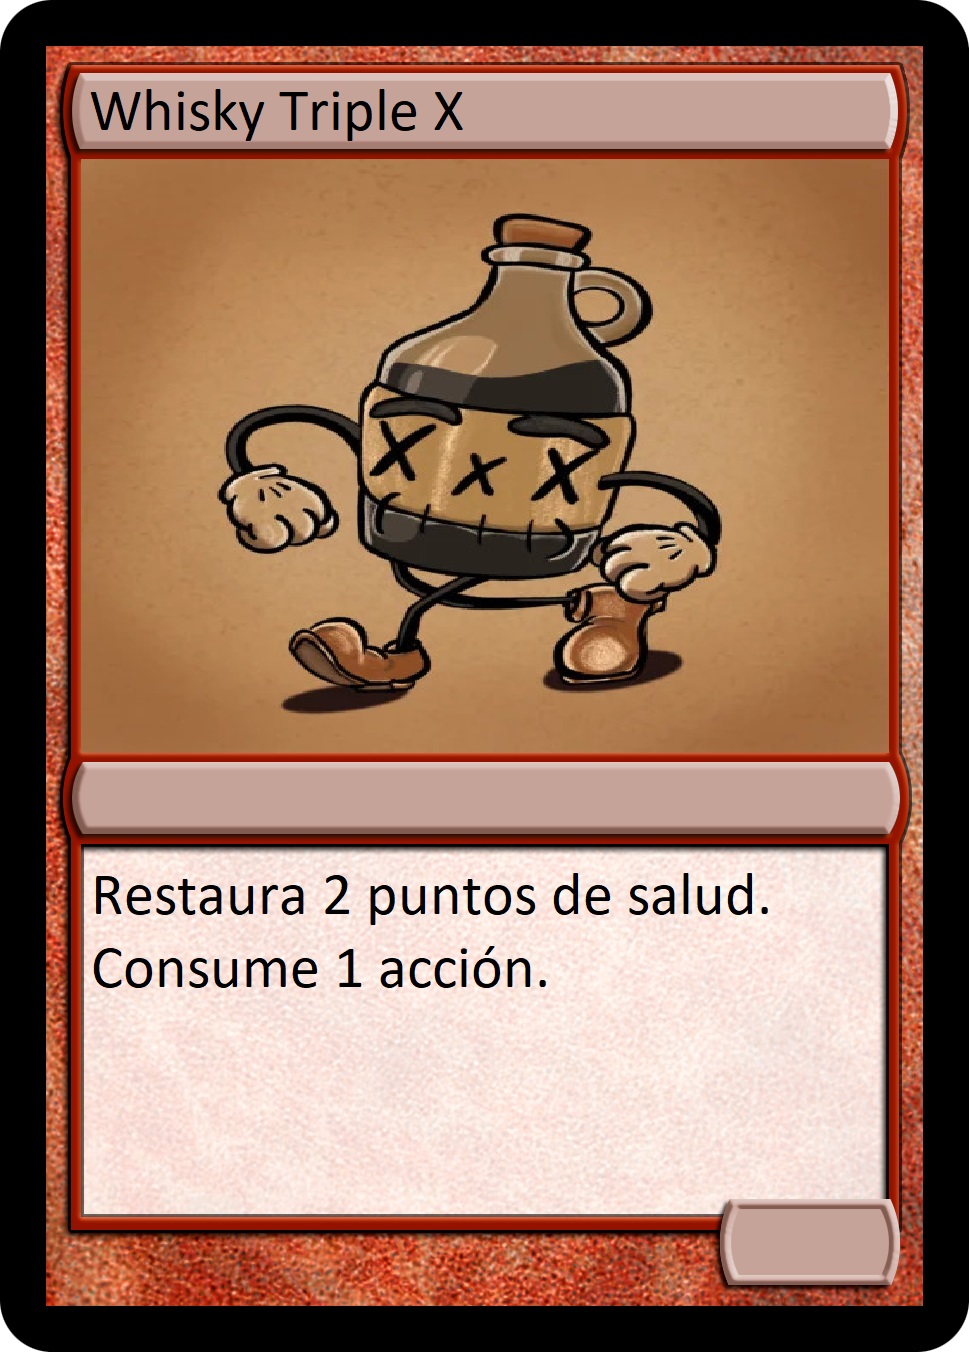 Whisky Triple X
Restaura 2 puntos de salud.
Consume 1 acción.